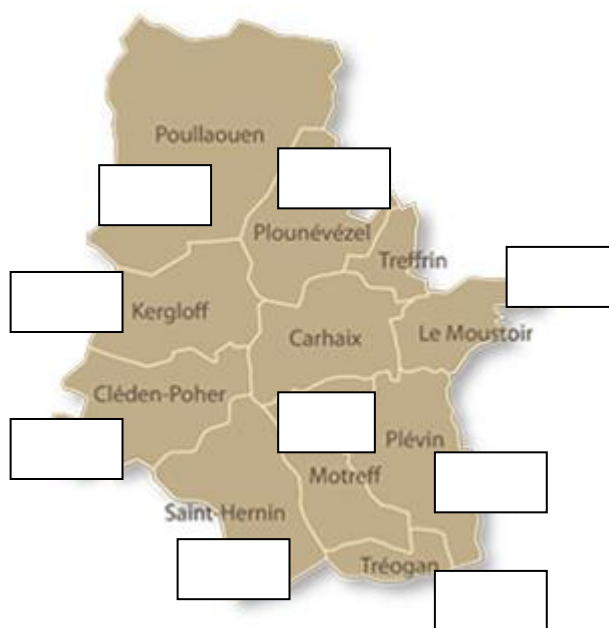 Poullaouen
Plounévézel
Treffrin
Kergloff
Carhaix
Le Moustoir
Cléden-Poher
Plévin
Motreff
Saint-Hernin
Tréogan